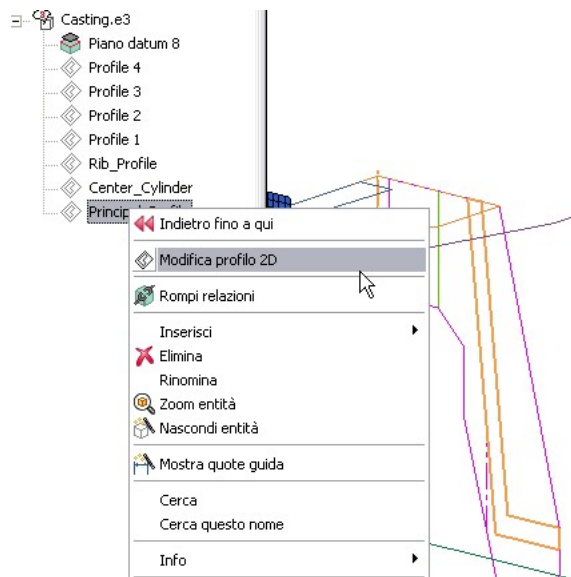 Casting.e3
Piano datum 8
Profile 4
Profile 3
Profile 2
Profile 1
Rib_Profile
Center_Cylinder
Indietro fino a qui
Modifica profilo 2D
Rompi relazioni
Inserisci
Elimina
Rinomina
Zoom entità
Nascondi entità
Mostra quote guida
Cerca
Cerca questo nome
Info